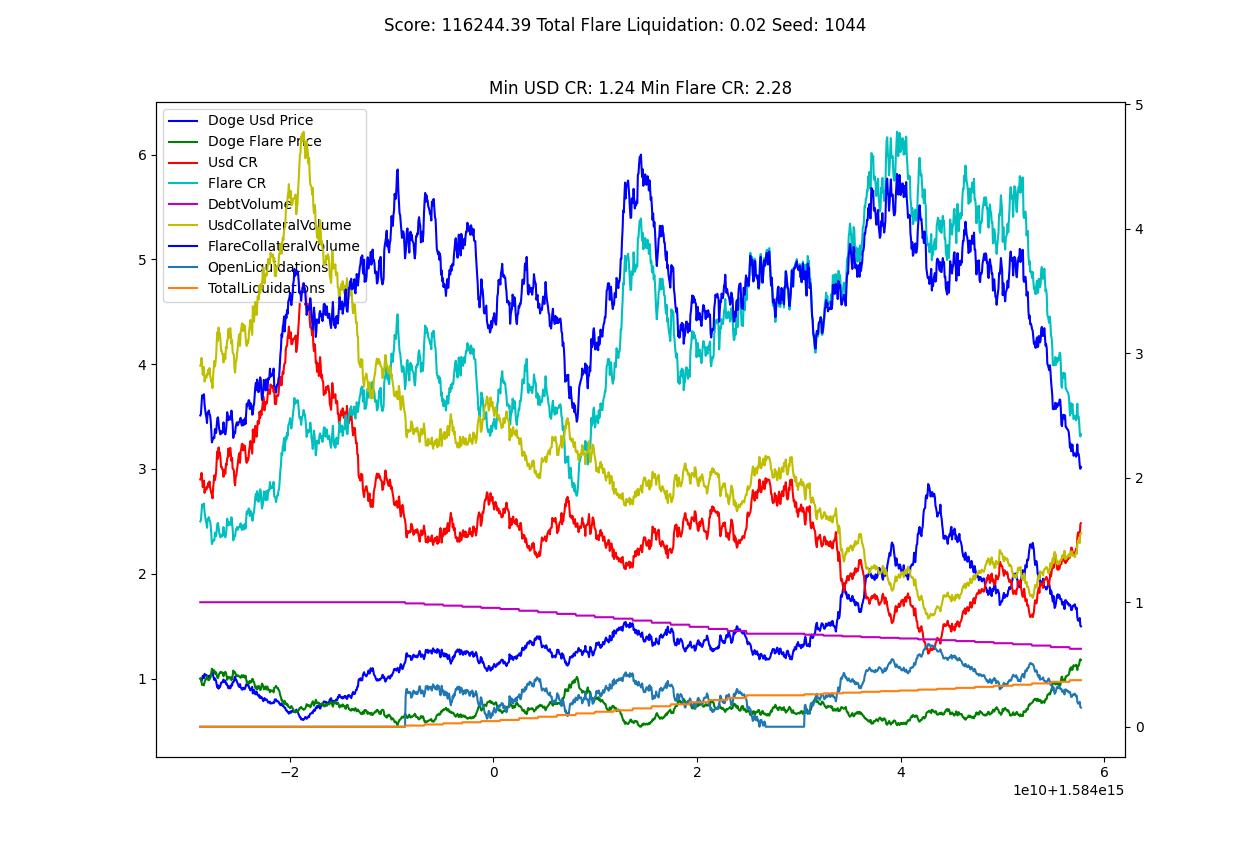 Score: 116244.39 Total Flare Liquidation: 0.02 Seed: 1044
Min USD CR: 1.24 Min Flare CR: 2.28
Doge Usd Price
Doge Flare Price
Usd CR
Flare CR
DebtVolume
UsdCollateralVolume
FlareCollateralVolume
OpenLiquidations
TotalLiquidations
6
5
4
3
2
1
5
4
3
2
1
0
−2
0
2
4
6
1e10+1.584e15